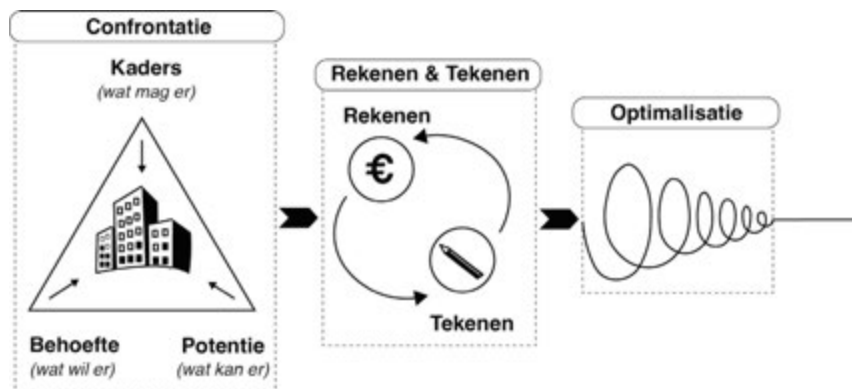 Confrontatie
Kaders
(wat mag er)
Behoefte
(wat wil er)
Potentie
(wat kan er)
Rekenen & Tekenen
Rekenen
€
Tekenen
Optimalisatie